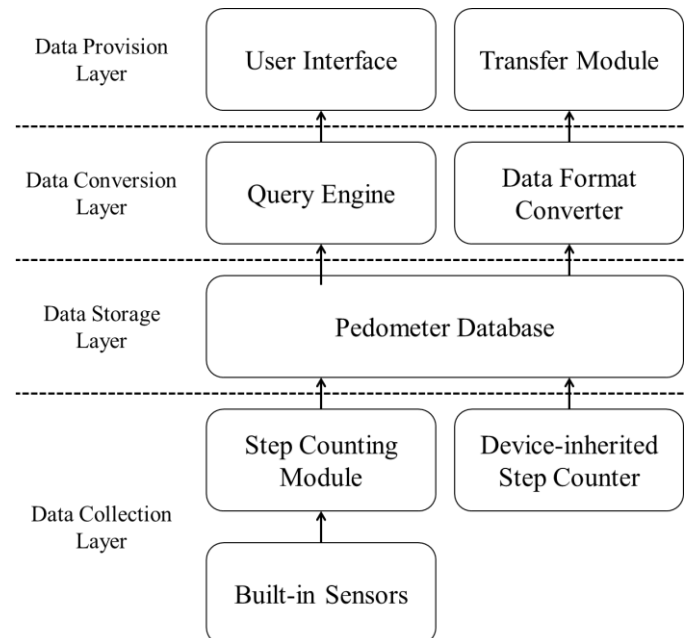 Data Provision
Layer
User Interface
Transfer Module
Data Conversion
Layer
Query Engine
Data Format
Converter
Data Storage
Layer
Pedometer Database
Data Collection
Layer
Step Counting
Module
Device-inherited
Step Counter
Built-in Sensors